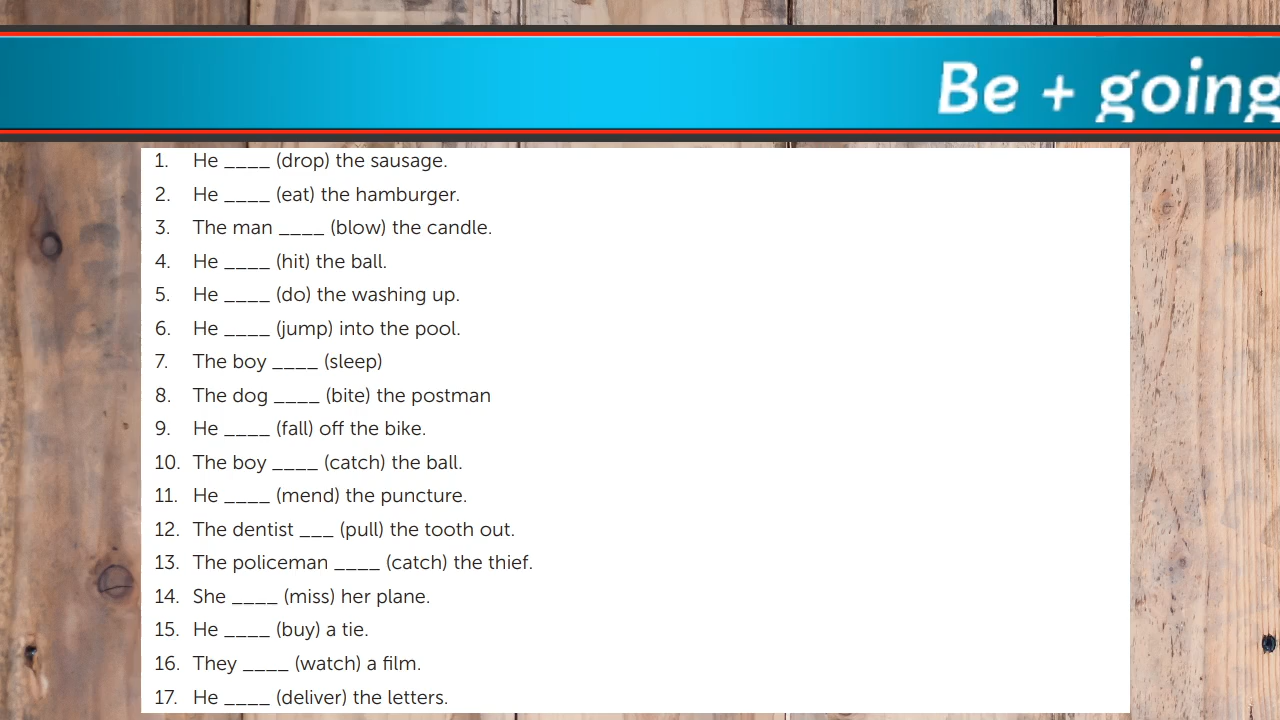 Be + going
1. He ____ (drop) the sausage.
2. He ____ (eat) the hamburger.
3. The man ____ (blow) the candle.
4. He ____ (hit) the ball.
5. He ____ (do) the washing up.
6. He ____ (jump) into the pool.
7. The boy ____ (sleep)
8. The dog ____ (bite) the postman
9. He ____ (fall) off the bike.
10. The boy ____ (catch) the ball.
11. He ____ (mend) the puncture.
12. The dentist ___ (pull) the tooth out.
13. The policeman ____ (catch) the thief.
14. She ____ (miss) her plane.
15. He ____ (buy) a tie.
16. They ____ (watch) a film.
17. He ____ (deliver) the letters.